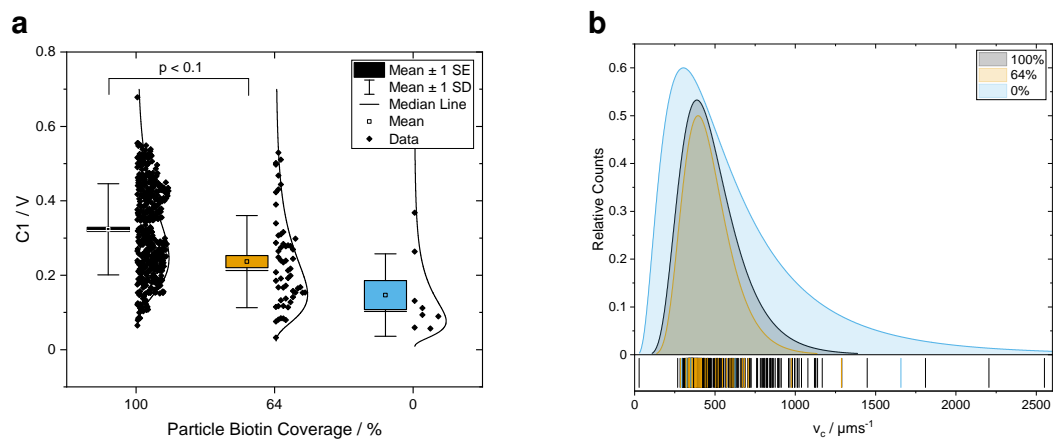 a
0.8
0.6
0.4
0.2
0
C1 / V
p < 0.1
Mean ± 1 SE
Mean ± 1 SD
Median Line
Mean
Data
100
64
0
Particle Biotin Coverage / %
b
0.6
0.5
0.4
0.3
0.2
0.1
0
Relative Counts
100%
64%
0%
0
500
1000
1500
2000
2500
v_c / μms⁻¹